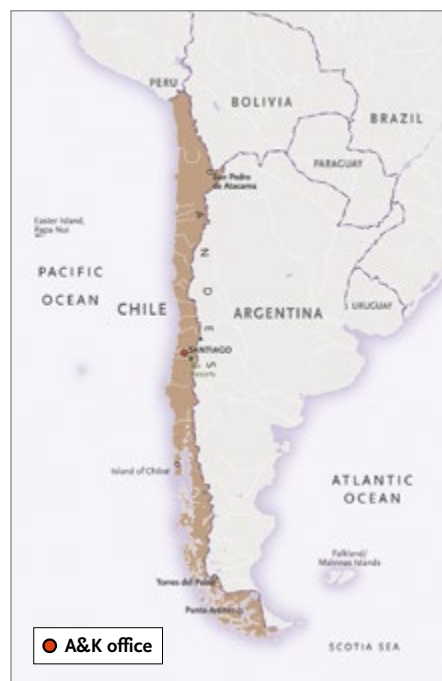 PERU
BOLIVIA
BRAZIL
PARAGUAY
San Pedro
de Atacama
Easter Island,
Rapa Nui
A N D E S
PACIFIC
OCEAN
CHILE
ARGENTINA
URUGUAY
SANTIAGO
Island of Chiloé
ATLANTIC
OCEAN
Falkland/
Malvinas Islands
Torres del Paine
Punta Arenas
A&K office
SCOTIA SEA